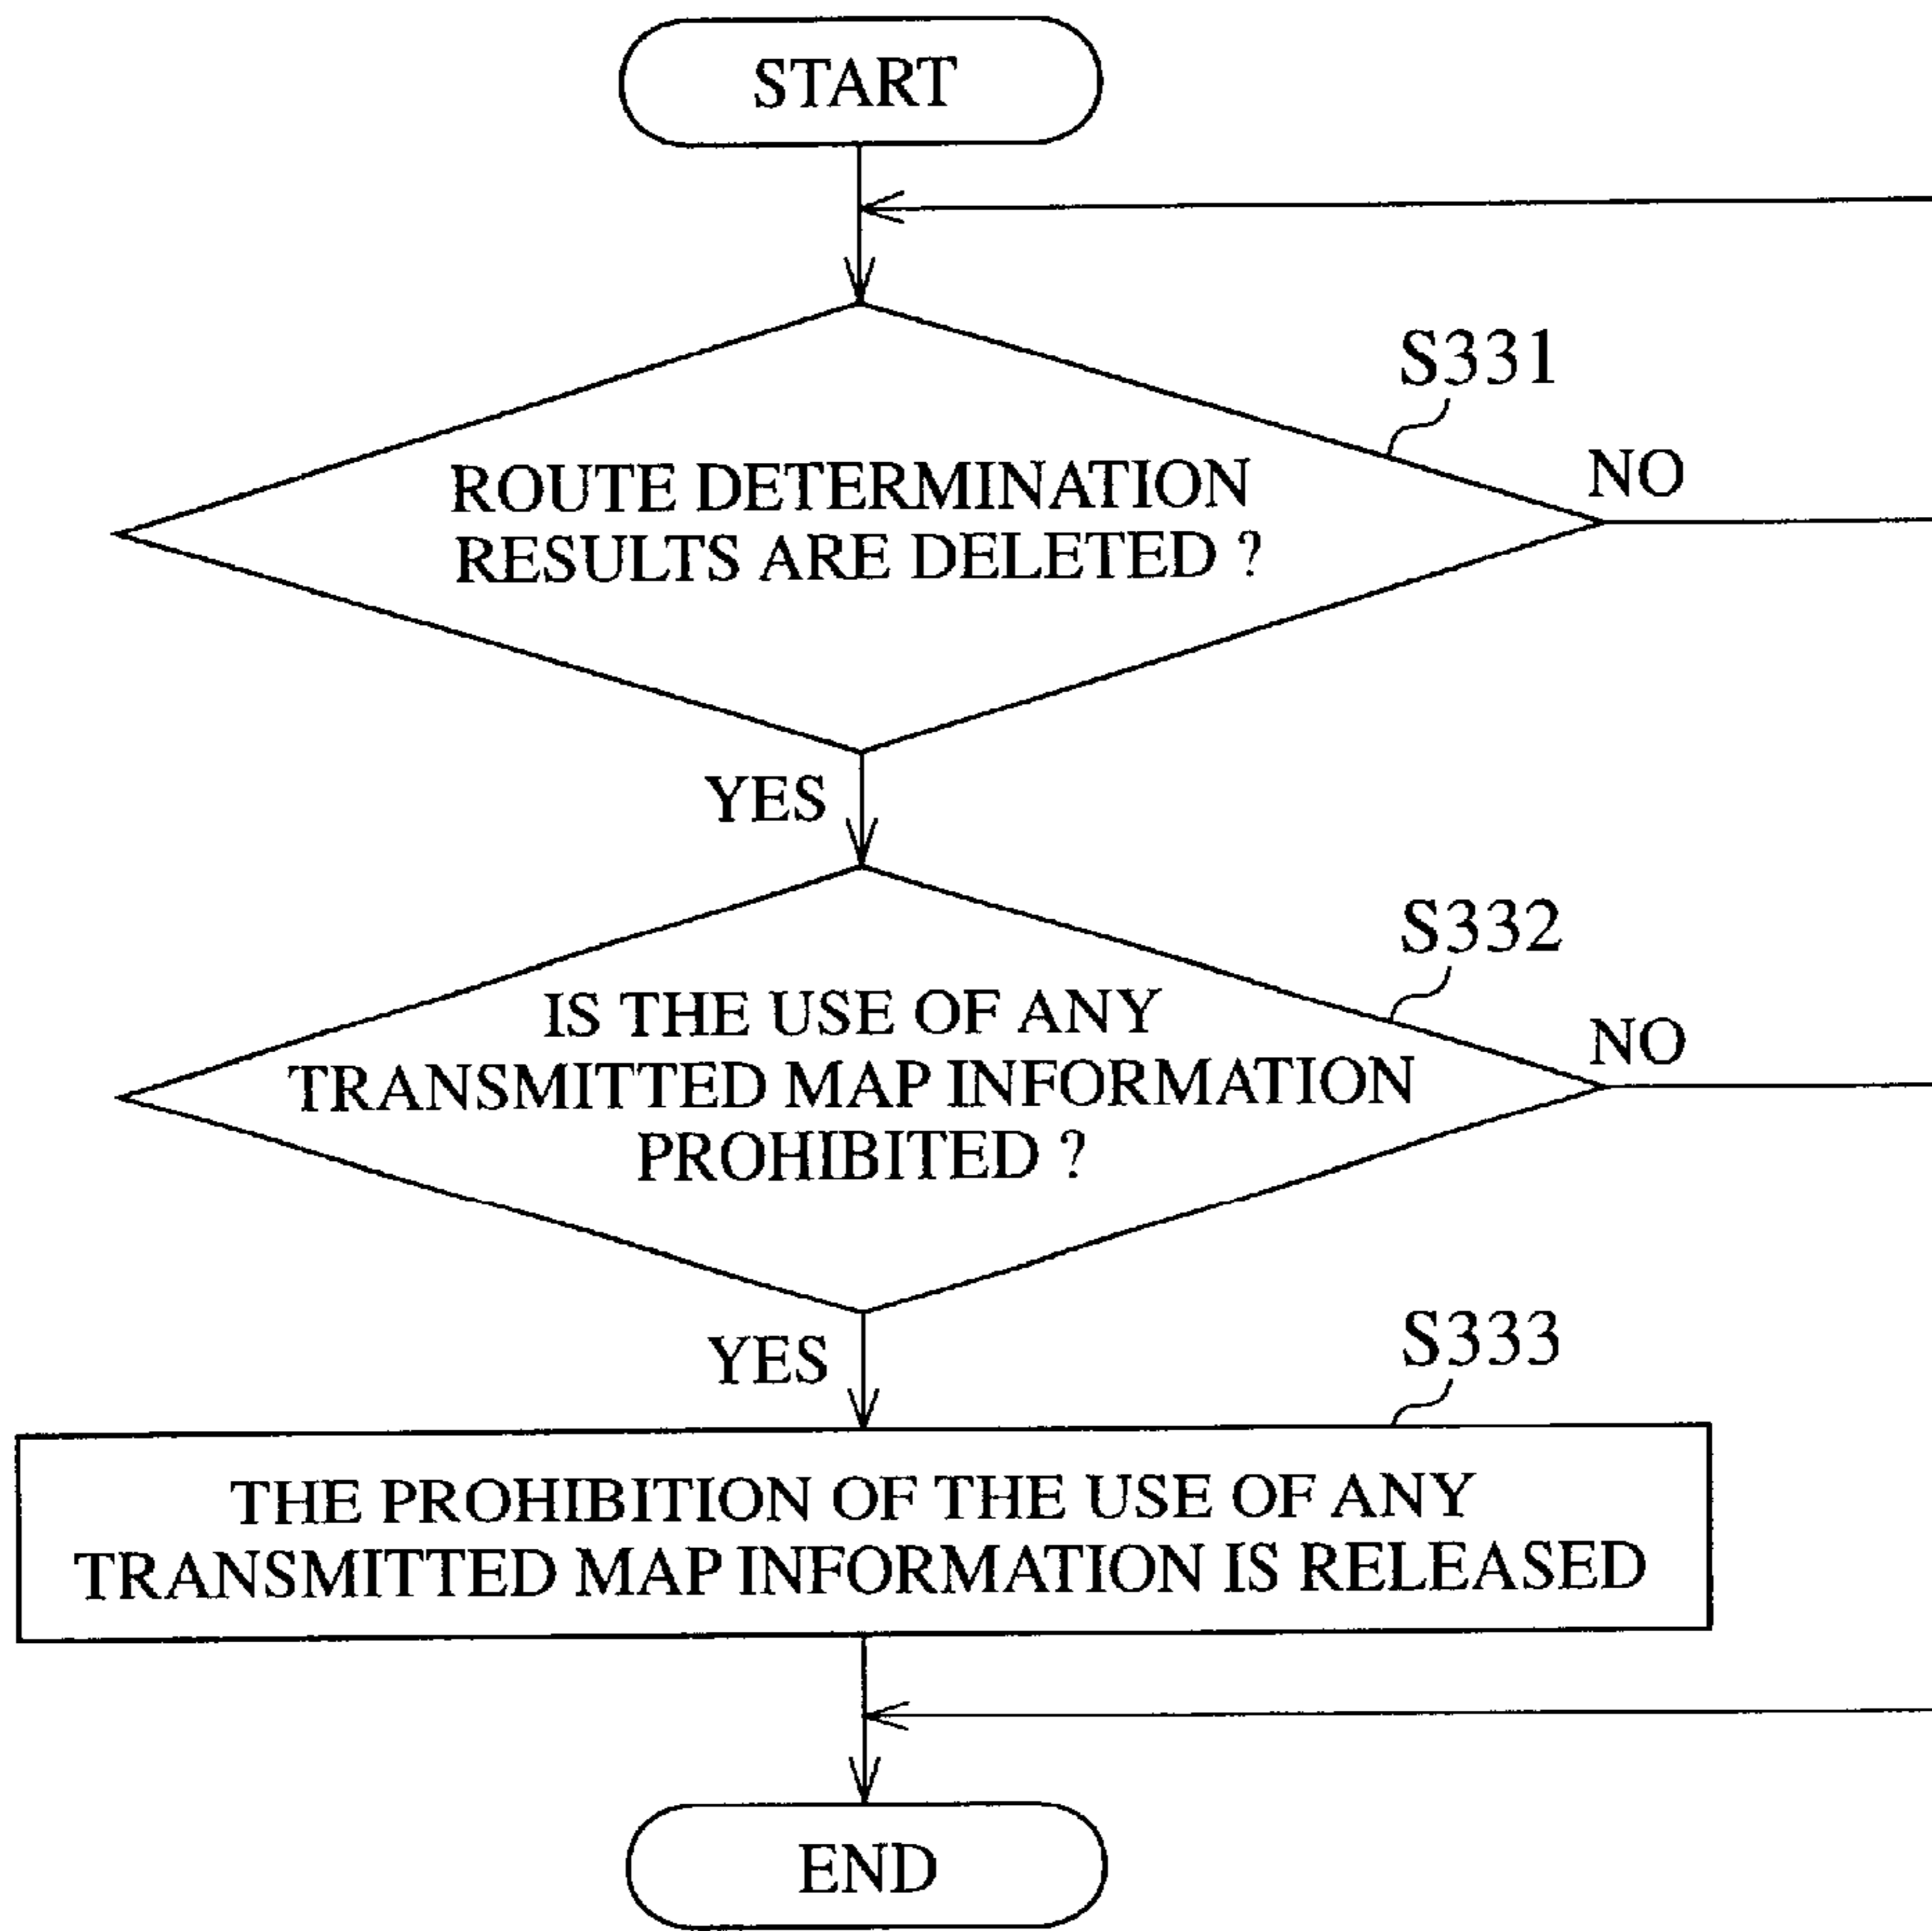 START
S331
NO
ROUTE DETERMINATION
RESULTS ARE DELETED ?
YES
S332
NO
IS THE USE OF ANY
TRANSMITTED MAP INFORMATION
PROHIBITED ?
YES
S333
THE PROHIBITION OF THE USE OF ANY
TRANSMITTED MAP INFORMATION IS RELEASED
END